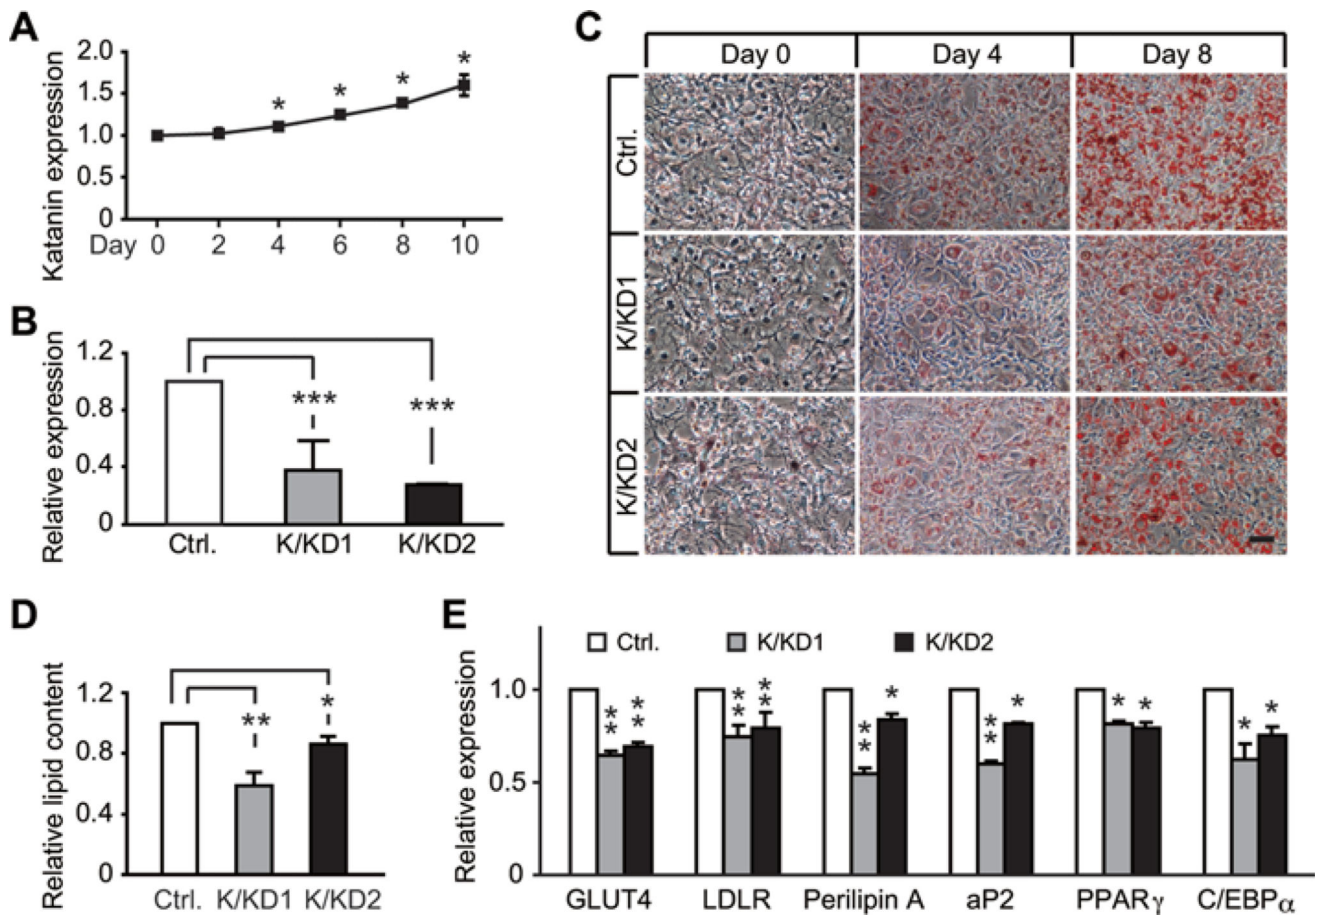 A
Katanin expression
2.0
1.5
1.0
0.5
0
* * * *
Day 0 2 4 6 8 10
B
Relative expression
1.2
0.8
0.4
0
*** ***
Ctrl. K/KD1 K/KD2
C
Day 0 Day 4 Day 8
Ctrl.
K/KD1
K/KD2
D
Relative lipid content
1.2
0.8
0.4
0
** *
Ctrl. K/KD1 K/KD2
E
Relative expression
Ctrl. K/KD1 K/KD2
1.0
0.5
0
** ** ** ** ** * ** * * * * *
GLUT4 LDLR Perilipin A aP2 PPARγ C/EBPα